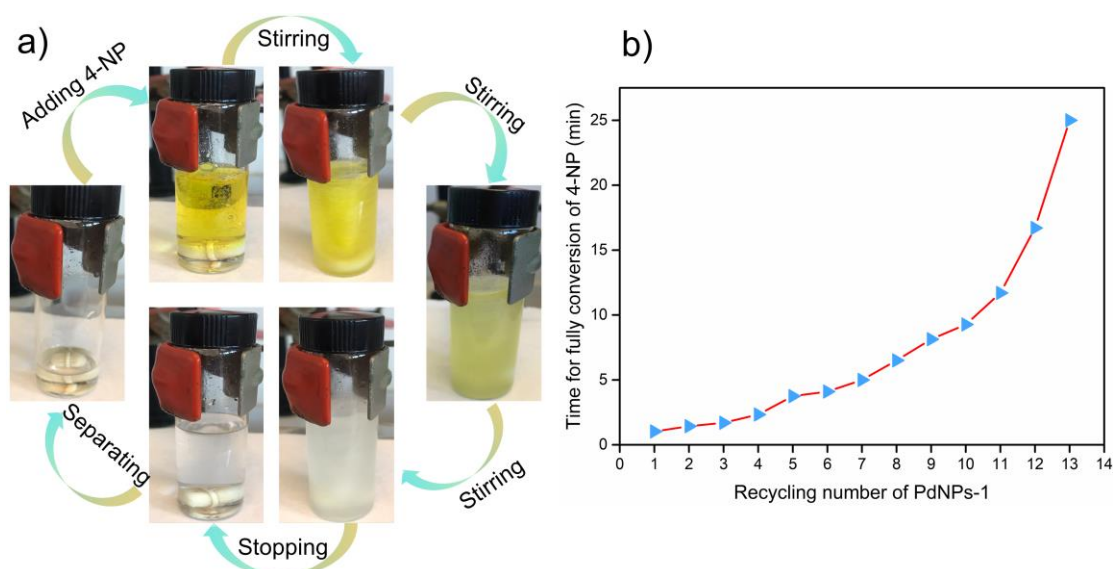 a)
Adding 4-NP
Stirring
Stirring
Stirring
Stopping
Separating
b)
Time for fully conversion of 4-NP (min)
25
20
15
10
5
0
0 1 2 3 4 5 6 7 8 9 10 11 12 13 14
Recycling number of PdNPs-1